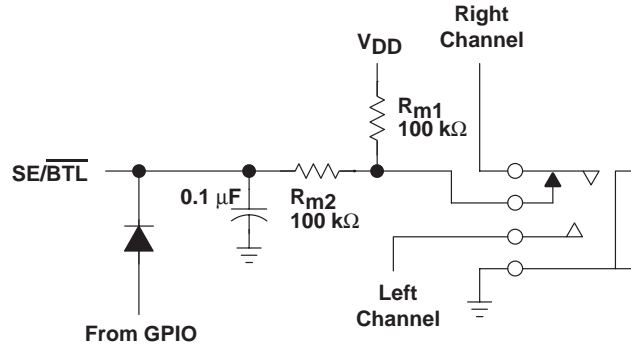 Right
Channel
VDD
Rm1
100 kΩ
SE/BTL
0.1 μF
Rm2
100 kΩ
Left
Channel
From GPIO